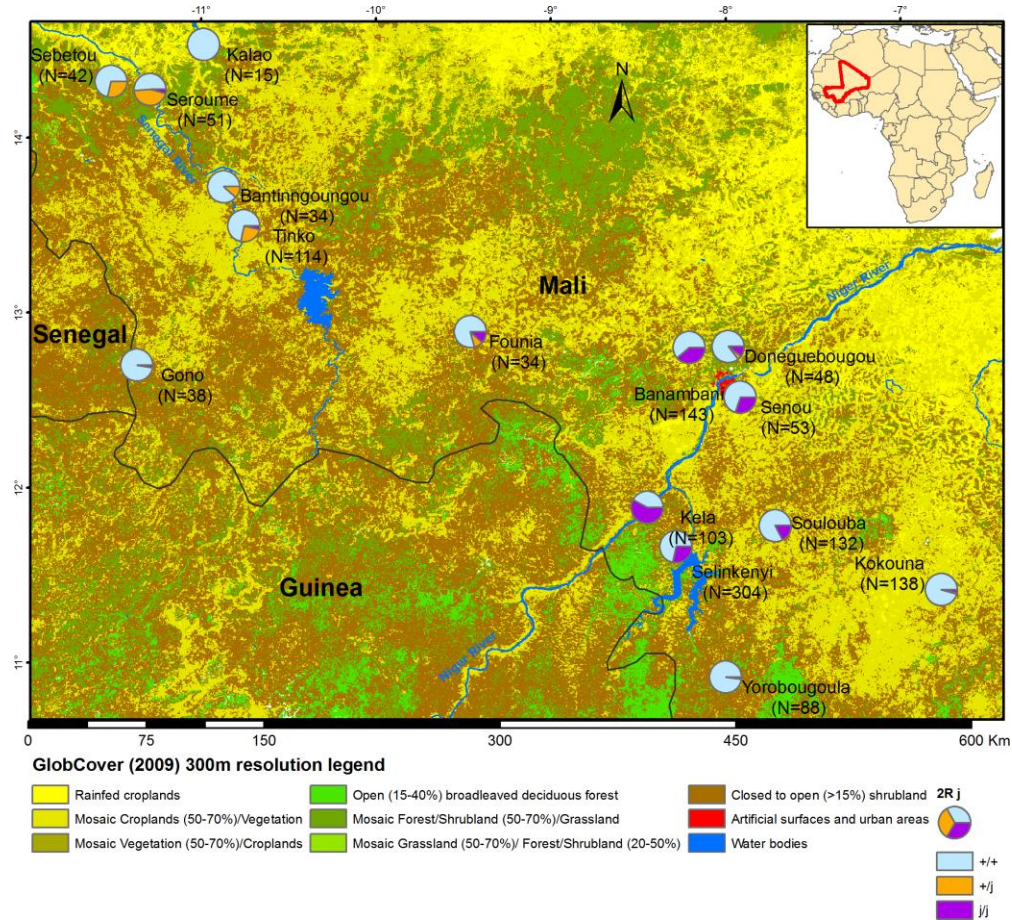 -11°
-10°
-9°
-8°
-7°
Sebetou
(N=42)
Kalao
(N=15)
Seroume
(N=51)
N
14°
Senegal River
Bantinngoungou
(N=34)
Tinko
(N=114)
Mali
Niger River
13°
Senegal
Founia
(N=34)
Doneguebougou
(N=48)
Gono
(N=38)
Banambani
(N=143)
Senou
(N=53)
12°
Kela
(N=103)
Soulouba
(N=132)
Selinkenyi
(N=304)
Kokouna
(N=138)
Guinea
11°
Niger River
Yorobougoula
(N=88)
0 75 150 300 450 600 Km
GlobCover (2009) 300m resolution legend
Rainfed croplands
Mosaic Croplands (50-70%)/Vegetation
Mosaic Vegetation (50-70%)/Croplands
Open (15-40%) broadleaved deciduous forest
Mosaic Forest/Shrubland (50-70%)/Grassland
Mosaic Grassland (50-70%)/ Forest/Shrubland (20-50%)
Closed to open (>15%) shrubland
Artificial surfaces and urban areas
Water bodies
2R j
+/+
+/j
j/j